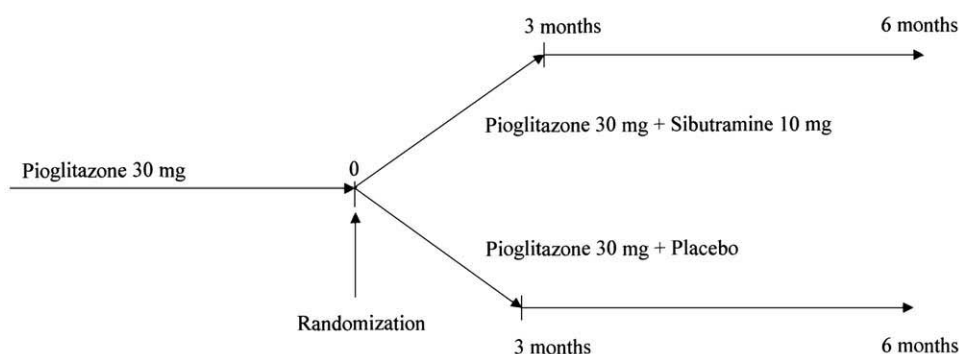 3 months
6 months
Pioglitazone 30 mg + Sibutramine 10 mg
Pioglitazone 30 mg
0
Pioglitazone 30 mg + Placebo
Randomization
3 months
6 months